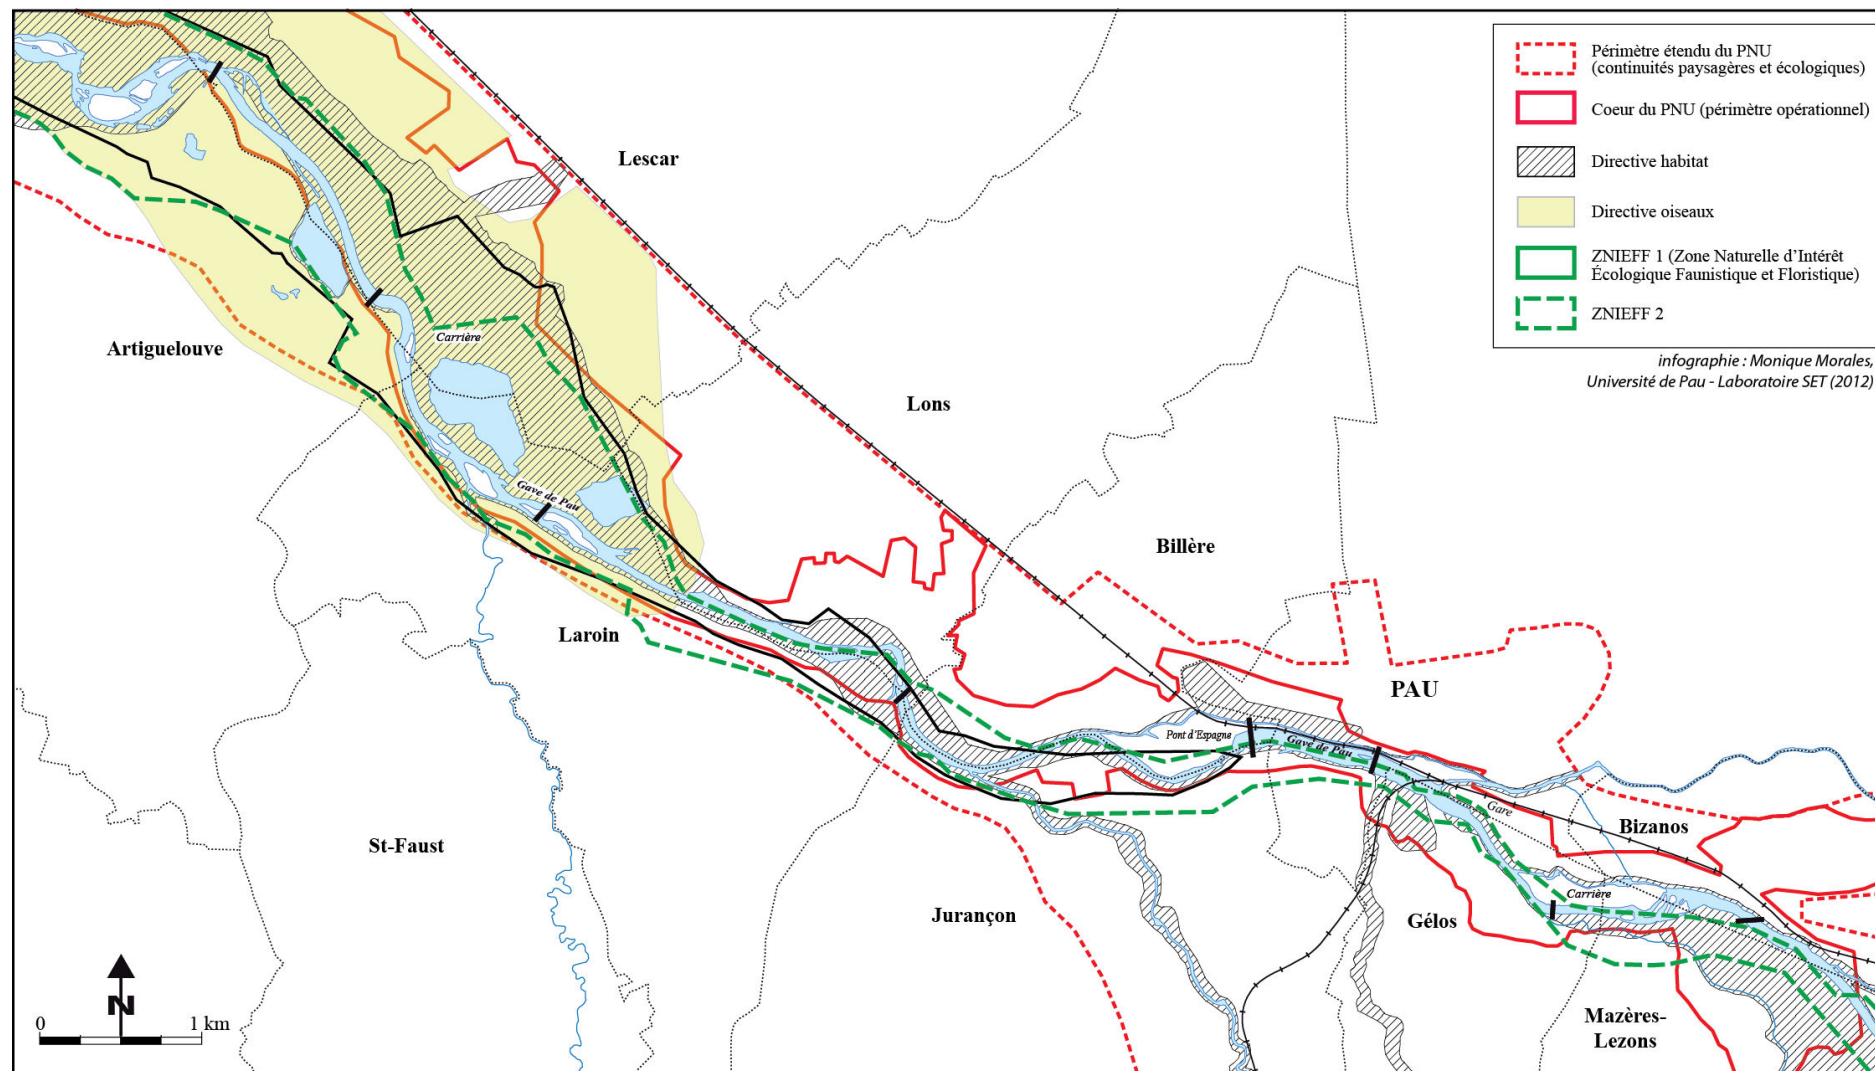 Périmètre étendu du PNU
(continuités paysagères et écologiques)
Coeur du PNU (périmètre opérationnel)
Directive habitat
Directive oiseaux
ZNIEFF 1 (Zone Naturelle d'Intérêt
Écologique Faunistique et Floristique)
ZNIEFF 2
infographie : Monique Morales,
Université de Pau - Laboratoire SET (2012)
Lescar
Artiguelouve
Carrière
Lons
Gave de Pau
Billère
Laroin
PAU
Pont d'Espagne
Gave de Pau
Gare
Bizanos
St-Faust
Carrière
Jurançon
Gélos
N
Mazères-
Lezons
0 1 km